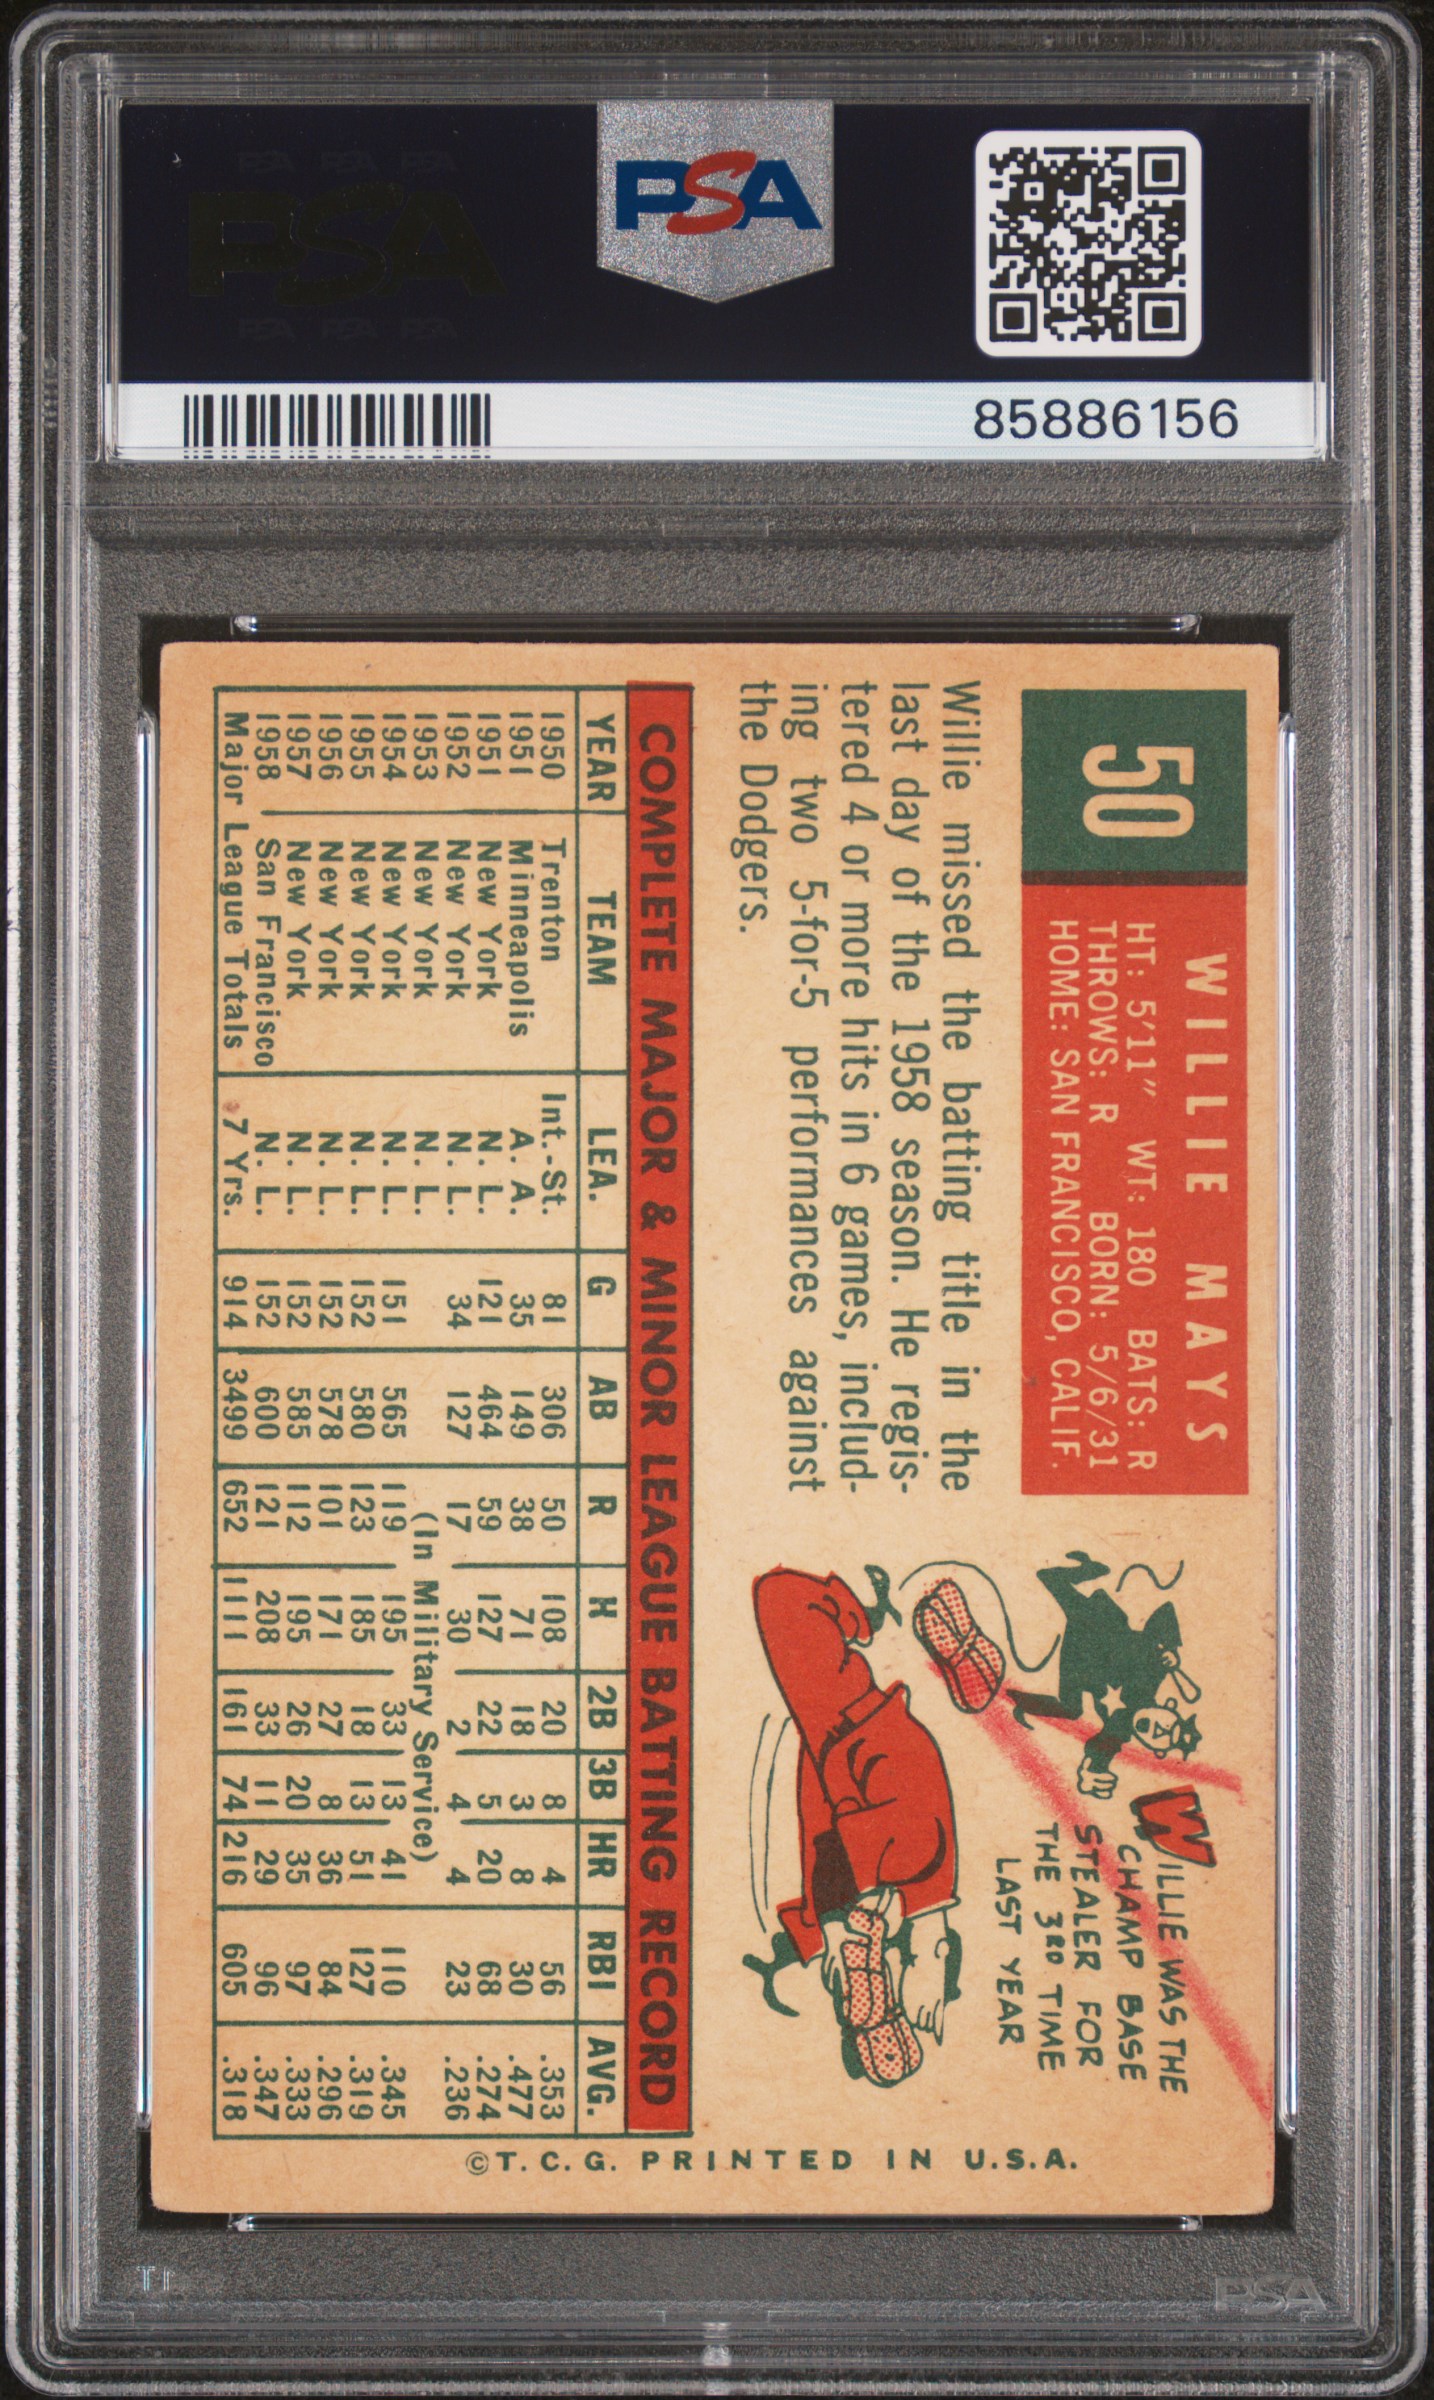 PSA
85886156
50
WILLIE MAYS
HT: 5'11" WT: 180 BATS: R
THROWS: R BORN: 5/6/31
HOME: SAN FRANCISCO, CALIF.
Willie missed the batting title in the
last day of the 1958 season. He regis-
tered 4 or more hits in 6 games, includ-
ing two 5-for-5 performances against
the Dodgers.
WILLIE WAS THE
CHAMP BASE
STEALER FOR
THE 3RD TIME
LAST YEAR
COMPLETE MAJOR & MINOR LEAGUE BATTING RECORD
YEAR TEAM LEA. G AB R H 2B 3B HR RBI AVG.
1950 Trenton Int.-St. 81 306 50 108 20 8 4 56 .353
1951 Minneapolis A. A. 35 149 38 71 18 3 8 30 .477
1951 New York N. L. 121 464 59 127 22 5 20 68 .274
1952 New York N. L. 34 127 17 30 2 4 4 23 .236
1953 New York N. L. (In Military Service)
1954 New York N. L. 151 565 119 195 33 13 41 110 .345
1955 New York N. L. 152 580 123 185 18 13 51 127 .319
1956 New York N. L. 152 578 101 171 27 8 36 84 .296
1957 New York N. L. 152 585 112 195 26 20 35 97 .333
1958 San Francisco N. L. 152 600 121 208 33 11 29 96 .347
Major League Totals 7 Yrs. 914 3499 652 1111 161 74 216 605 .318
©T. C. G. PRINTED IN U.S.A.
PSA